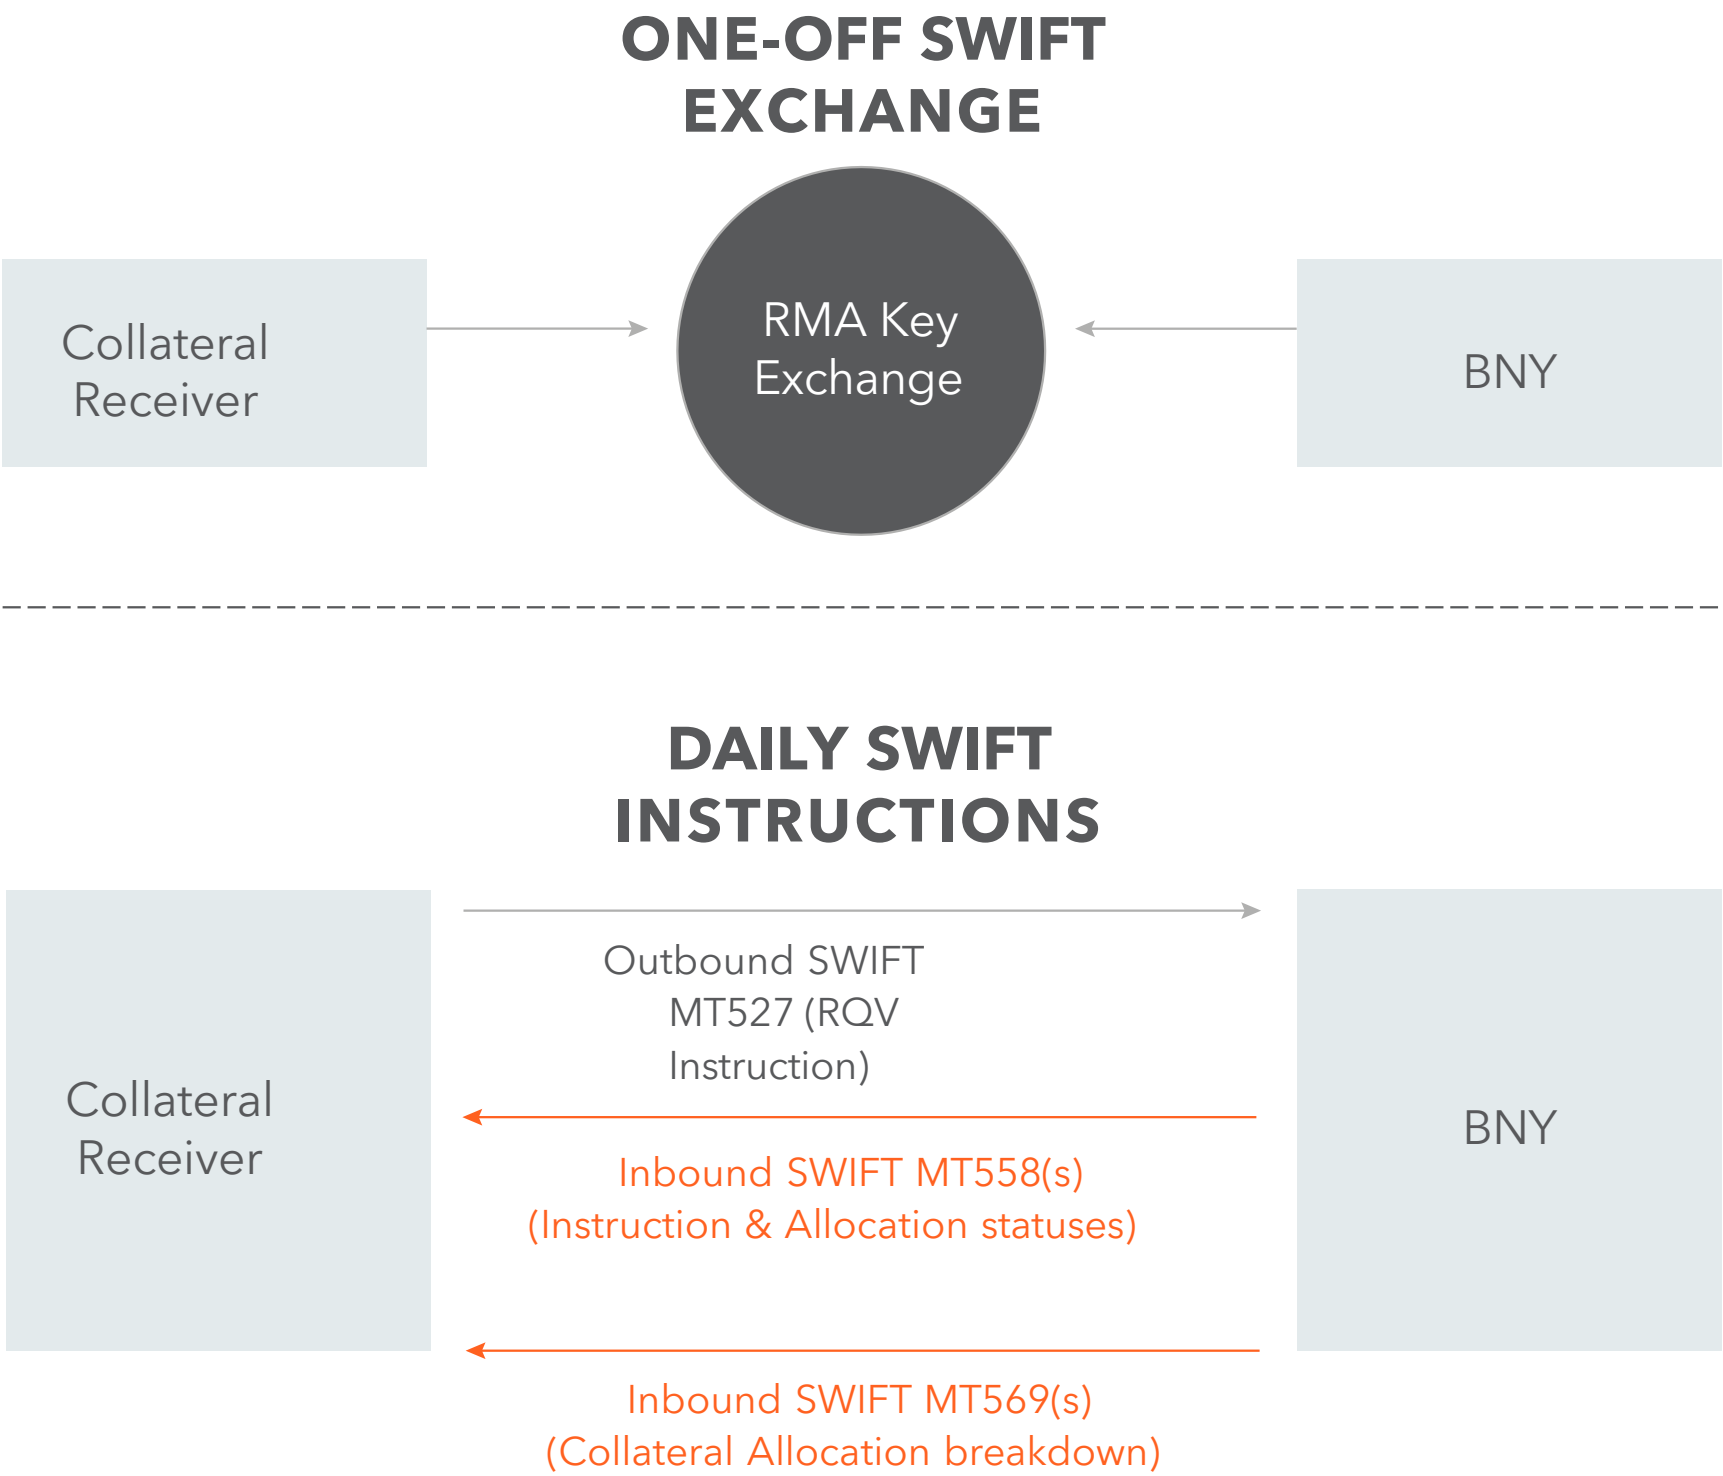 ONE-OFF SWIFT
EXCHANGE
Collateral
Receiver
RMA Key
Exchange
BNY
DAILY SWIFT
INSTRUCTIONS
Collateral
Receiver
Outbound SWIFT
MT527 (RQV
Instruction)
Inbound SWIFT MT558(s)
(Instruction & Allocation statuses)
Inbound SWIFT MT569(s)
(Collateral Allocation breakdown)
BNY